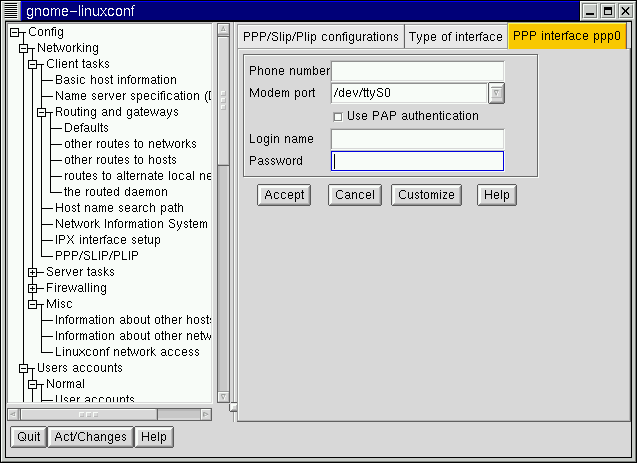 gnome-linuxconf
Config
Networking
Client tasks
Basic host information
Name server specification (D
Routing and gateways
Defaults
other routes to networks
other routes to hosts
routes to alternate local ne
the routed daemon
Host name search path
Network Information System
IPX interface setup
PPP/SLIP/PLIP
Server tasks
Firewalling
Misc
Information about other hosts
Information about other netw
Linuxconf network access
Users accounts
Normal
User accounts
PPP/Slip/Plip configurations
Type of interface
PPP interface ppp0
Phone number
Modem port /dev/ttyS0
Use PAP authentication
Login name
Password
Accept Cancel Customize Help
Quit Act/Changes Help